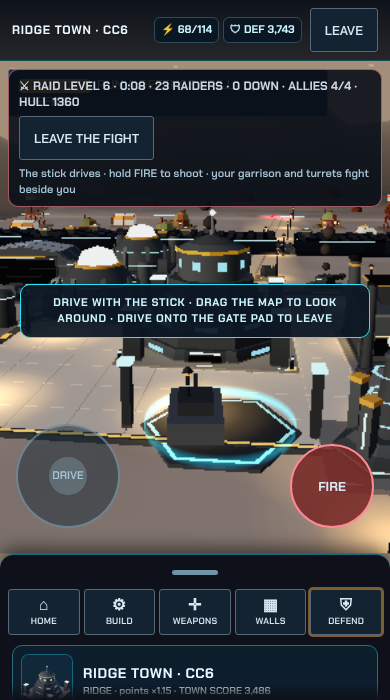 RIDGE TOWN · CC6
⚡ 68/114
DEF 3,743
LEAVE
⚔ RAID LEVEL 6 · 0:08 · 23 RAIDERS · 0 DOWN · ALLIES 4/4 ·
HULL 1360
LEAVE THE FIGHT
The stick drives · hold FIRE to shoot · your garrison and turrets fight
beside you
DRIVE WITH THE STICK · DRAG THE MAP TO LOOK
AROUND · DRIVE ONTO THE GATE PAD TO LEAVE
DRIVE
FIRE
HOME
BUILD
WEAPONS
WALLS
DEFEND
RIDGE TOWN · CC6
RIDGE · points ×1.15 · TOWN SCORE 3,486